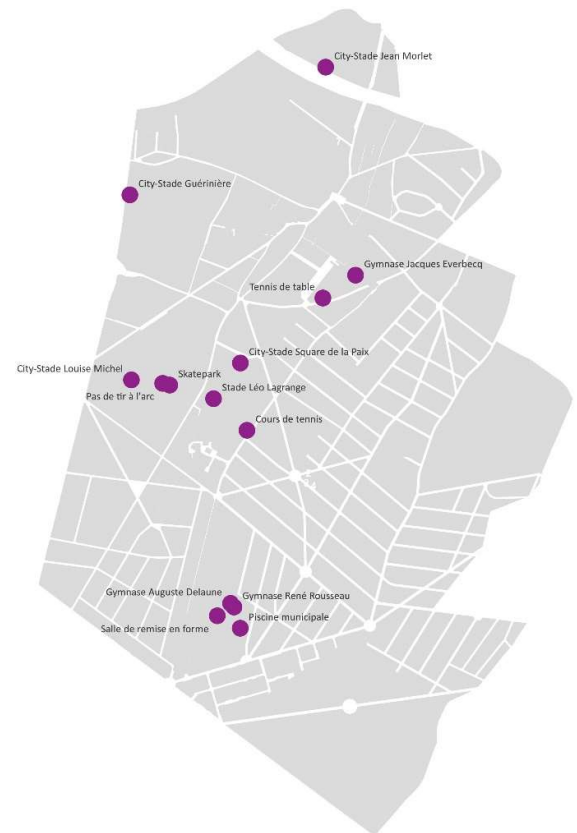 City-Stade Jean Morlet
City-Stade Guérinière
Gymnase Jacques Everbecq
Tennis de table
City-Stade Square de la Paix
City-Stade Louise Michel
Skatepark
Stade Léo Lagrange
Pas de tir à l'arc
Cours de tennis
Gymnase Auguste Delaune
Gymnase René Rousseau
Piscine municipale
Salle de remise en forme